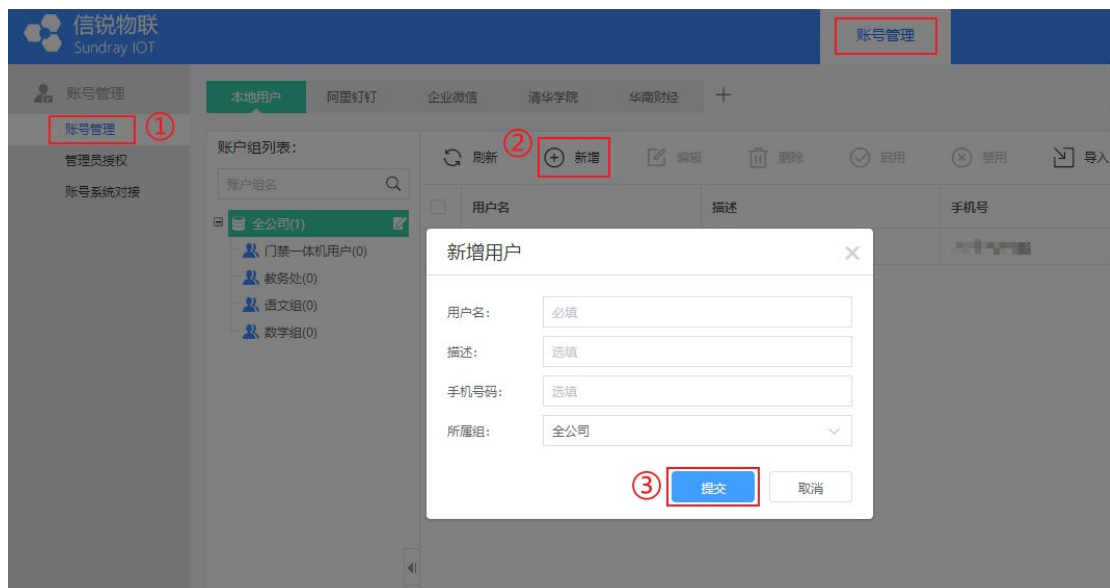 信锐物联
Sundray IOT
账号管理
账号管理
账号管理
①
管理员授权
账号系统对接
本地用户
阿里钉钉
企业微信
清华学院
华南财经
账户组列表:
账户组名
全公司(1)
门禁一体机用户(0)
教务处(0)
语文组(0)
数学组(0)
刷新
②
新增
编辑
删除
启用
禁用
导入
用户名
描述
手机号
新增用户
用户名:
必填
描述:
选填
手机号码:
选填
所属组:
全公司
③
提交
取消